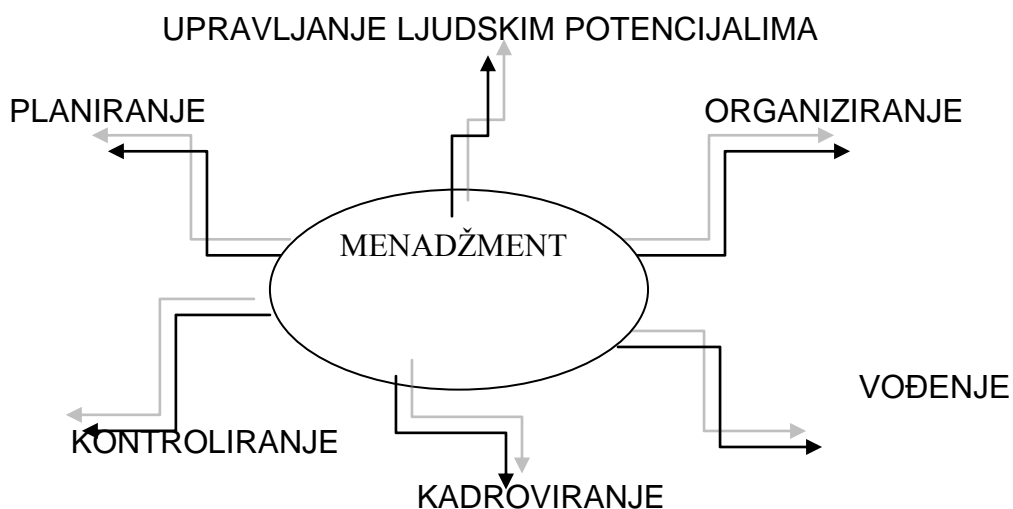 UPRAVLJANJE LJUDSKIM POTENCIJALIMA
PLANIRANJE
ORGANIZIRANJE
MENADŽMENT
VOĐENJE
KONTROLIRANJE
KADROVIRANJE